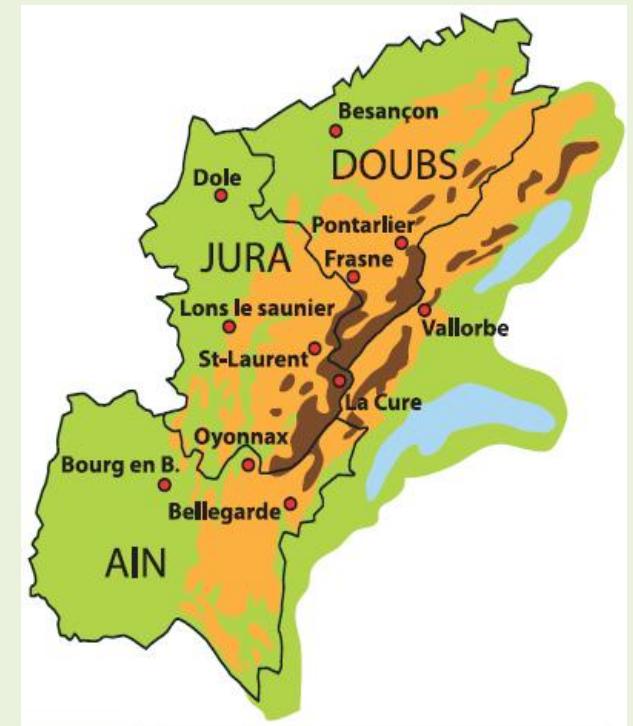 Besançon
DOUBS
Dole
Pontarlier
JURA
Frasne
Lons le saunier
Vallorbe
St-Laurent
La Cure
Oyonnax
Bourg en B.
Bellegarde
AIN